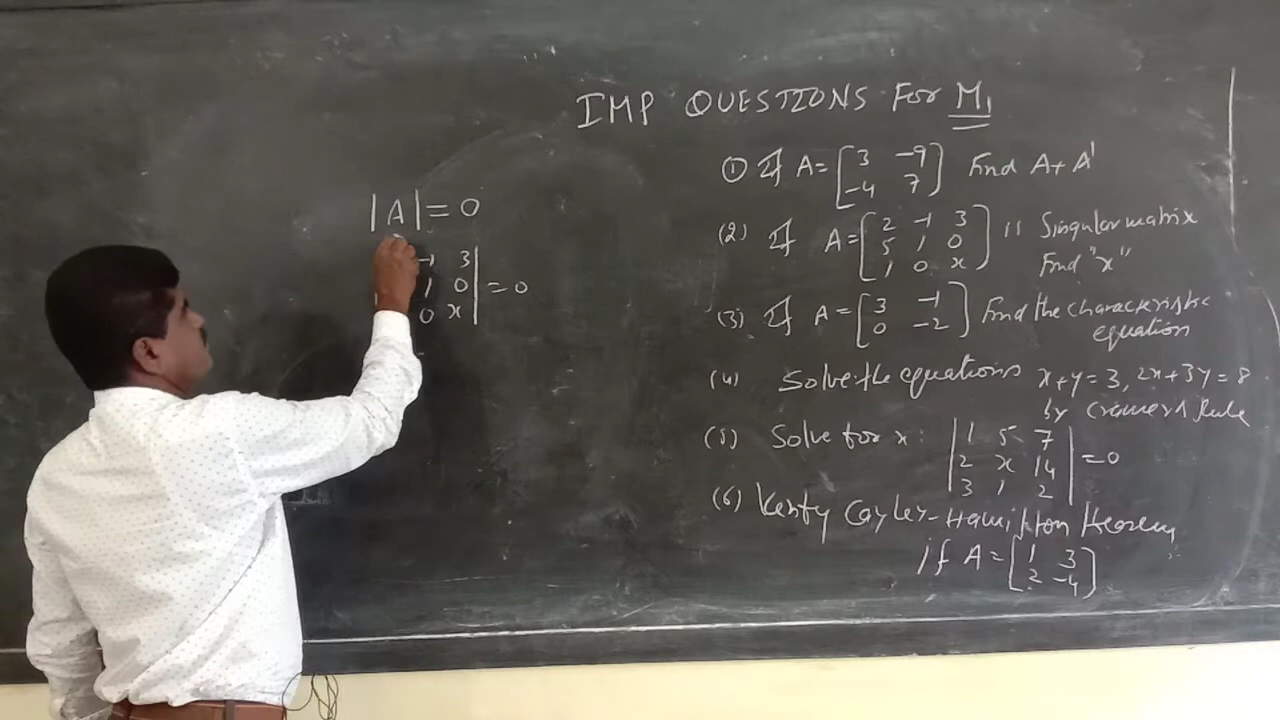 IMP QUESTIONS FOR M1
① If A= [3 -9
-4 7] Find A+A'
(2) If A= [2 -1 3
5 1 0
1 0 x] is Singular matrix
Find "x"
(3) If A= [3 -1
0 -2] Find the characteristic
equation
(4) Solve the equations x+y=3, 2x+3y=8
by Cramer's Rule
(5) Solve for x: |1 5 7
2 x 14
3 1 2| =0
(6) Verify Cayley-Hamilton theorem
if A= [1 3
2 -4]
|A|=0
-1 3|
1 0| =0
0 x|